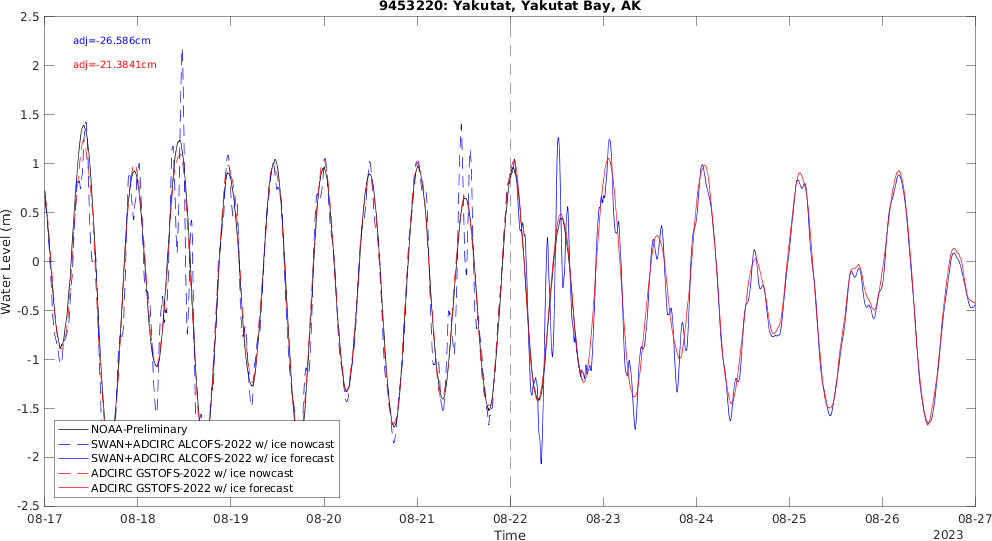 9453220: Yakutat, Yakutat Bay, AK
adj=-26.586cm
adj=-21.3841cm
Water Level (m)
2.5
2
1.5
1
0.5
0
-0.5
-1
-1.5
-2
-2.5
NOAA-Preliminary
SWAN+ADCIRC ALCOFS-2022 w/ ice nowcast
SWAN+ADCIRC ALCOFS-2022 w/ ice forecast
ADCIRC GSTOFS-2022 w/ ice nowcast
ADCIRC GSTOFS-2022 w/ ice forecast
08-17 08-18 08-19 08-20 08-21 08-22 08-23 08-24 08-25 08-26 08-27
Time
2023